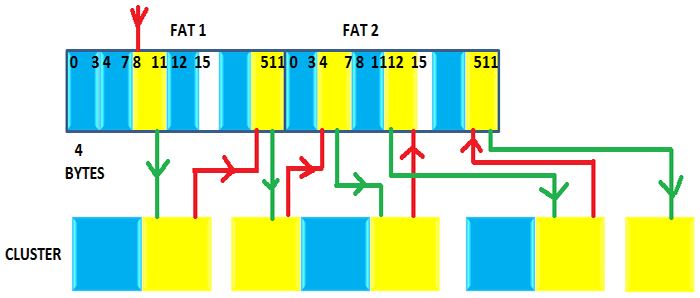 FAT 1 FAT 2
0 3 4 7 8 11 12 15 511 0 3 4 7 8 11 12 15 511
4
BYTES
CLUSTER